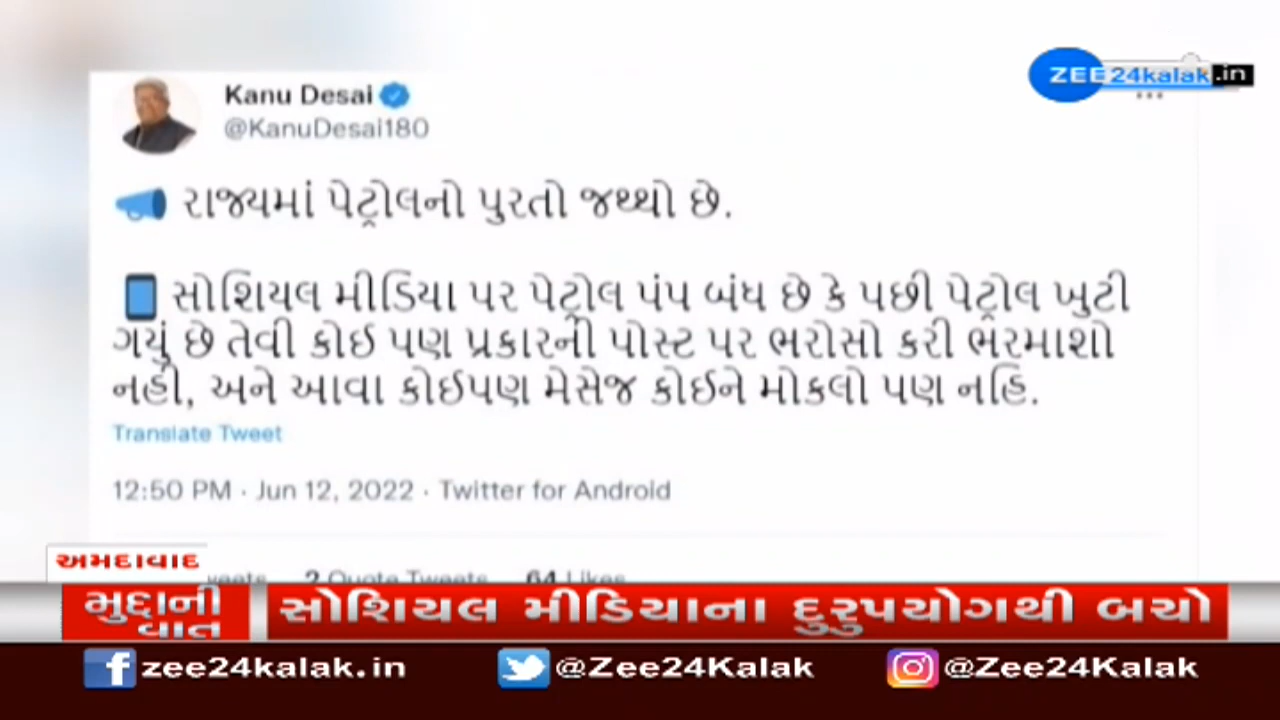 Kanu Desai
ZEE24kalak.in
@KanuDesai180
રાજ્યમાં પેટ્રોલનો પુરતો જથ્થો છે.
સોશિયલ મીડિયા પર પેટ્રોલ પંપ બંધ છે કે પછી પેટ્રોલ ખુટી
ગયું છે તેવી કોઈ પણ પ્રકારની પોસ્ટ પર ભરોસો કરી ભરમાશો
નહી, અને આવા કોઈપણ મેસેજ કોઈને મોકલો પણ નહિ.
Translate Tweet
12:50 PM · Jun 12, 2022 · Twitter for Android
2 Quote Tweets 64 Likes
અમદાવાદ
મુદ્દાની
વાત
સોશિયલ મીડિયાના દુરુપયોગથી બચો
zee24kalak.in @Zee24Kalak @Zee24Kalak